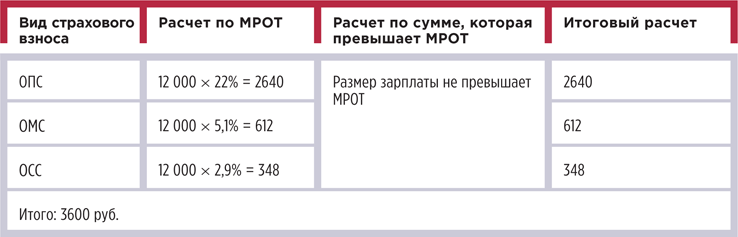 Вид страхового
взноса
Расчет по МРОТ
Расчет по сумме, которая
превышает МРОТ
Итоговый расчет
ОПС
12 000 × 22% = 2640
Размер зарплаты не превышает
МРОТ
2640
ОМС
12 000 × 5,1% = 612
612
ОСС
12 000 × 2,9% = 348
348
Итого: 3600 руб.